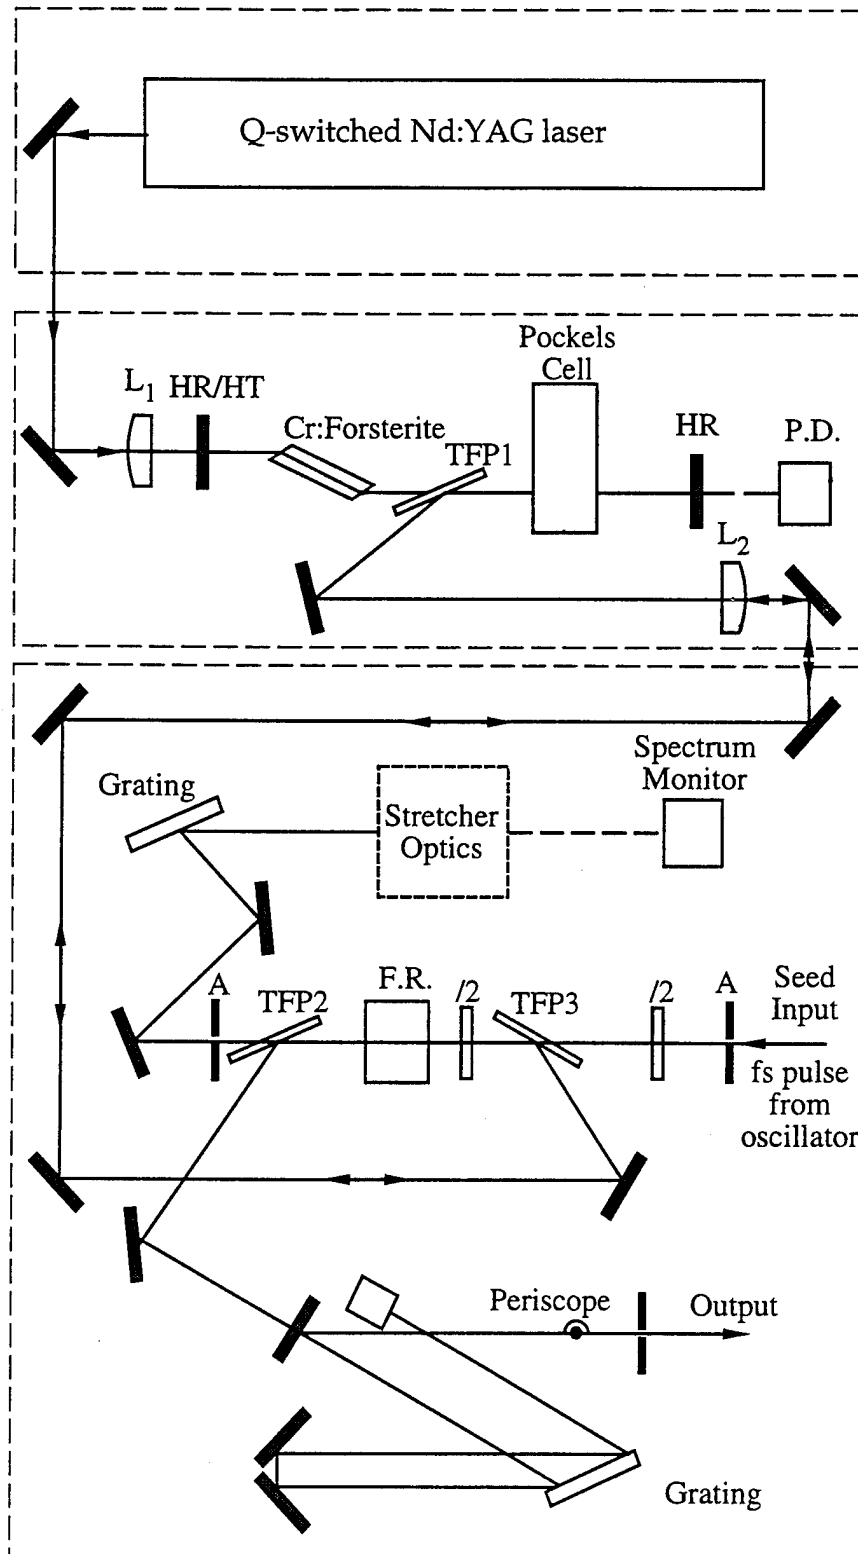 Q-switched Nd:YAG laser
Pockels
Cell
L1
HR/HT
Cr:Forsterite
TFP1
HR
P.D.
L2
Spectrum
Monitor
Grating
Stretcher
Optics
A
TFP2
F.R.
/2
TFP3
/2
A
Seed
Input
fs pulse
from
oscillator
Periscope
Output
Grating